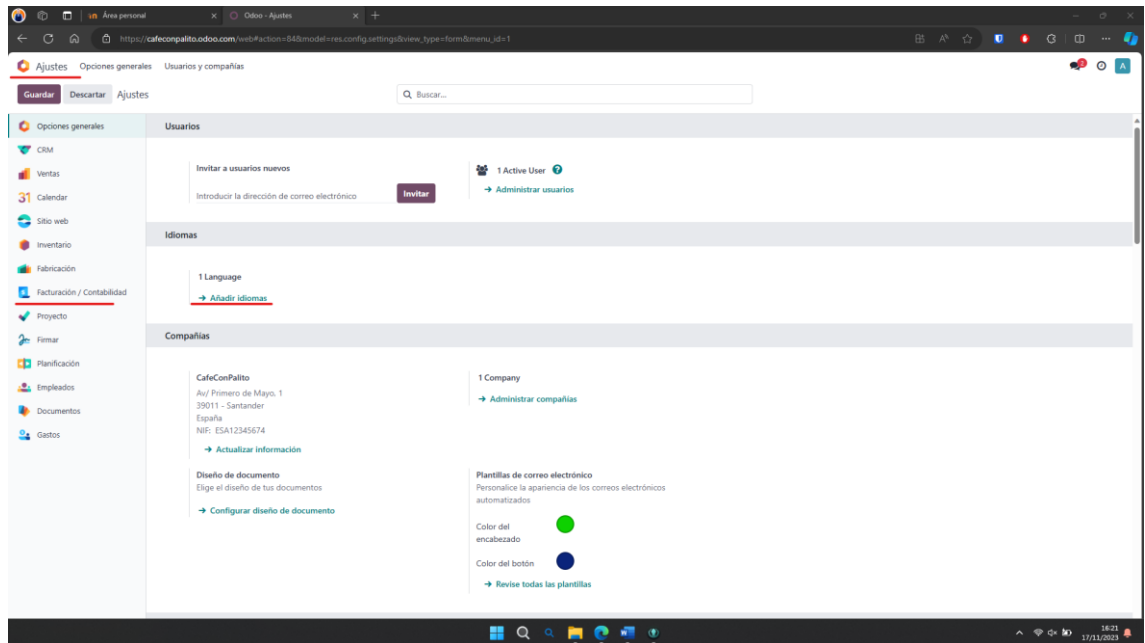 Área personal
Odoo - Ajustes
https://cafeconpalito.odoo.com/web#action=84&model=res.config.settings&view_type=form&menu_id=1
Ajustes Opciones generales Usuarios y compañías
2 A
Guardar Descartar Ajustes
Buscar...
Opciones generales
CRM
Ventas
31 Calendar
Sitio web
Inventario
Fabricación
Facturación / Contabilidad
Proyecto
Firmar
Planificación
Empleados
Documentos
Gastos
Usuarios
Invitar a usuarios nuevos
Introducir la dirección de correo electrónico
Invitar
1 Active User ?
→ Administrar usuarios
Idiomas
1 Language
→ Añadir idiomas
Compañías
CafeConPalito
Av/ Primero de Mayo, 1
39011 - Santander
España
NIF: ESA12345674
→ Actualizar información
1 Company
→ Administrar compañías
Diseño de documento
Elige el diseño de tus documentos
→ Configurar diseño de documento
Plantillas de correo electrónico
Personalice la apariencia de los correos electrónicos
automatizados
Color del
encabezado
Color del botón
→ Revise todas las plantillas
16:21
17/11/2023